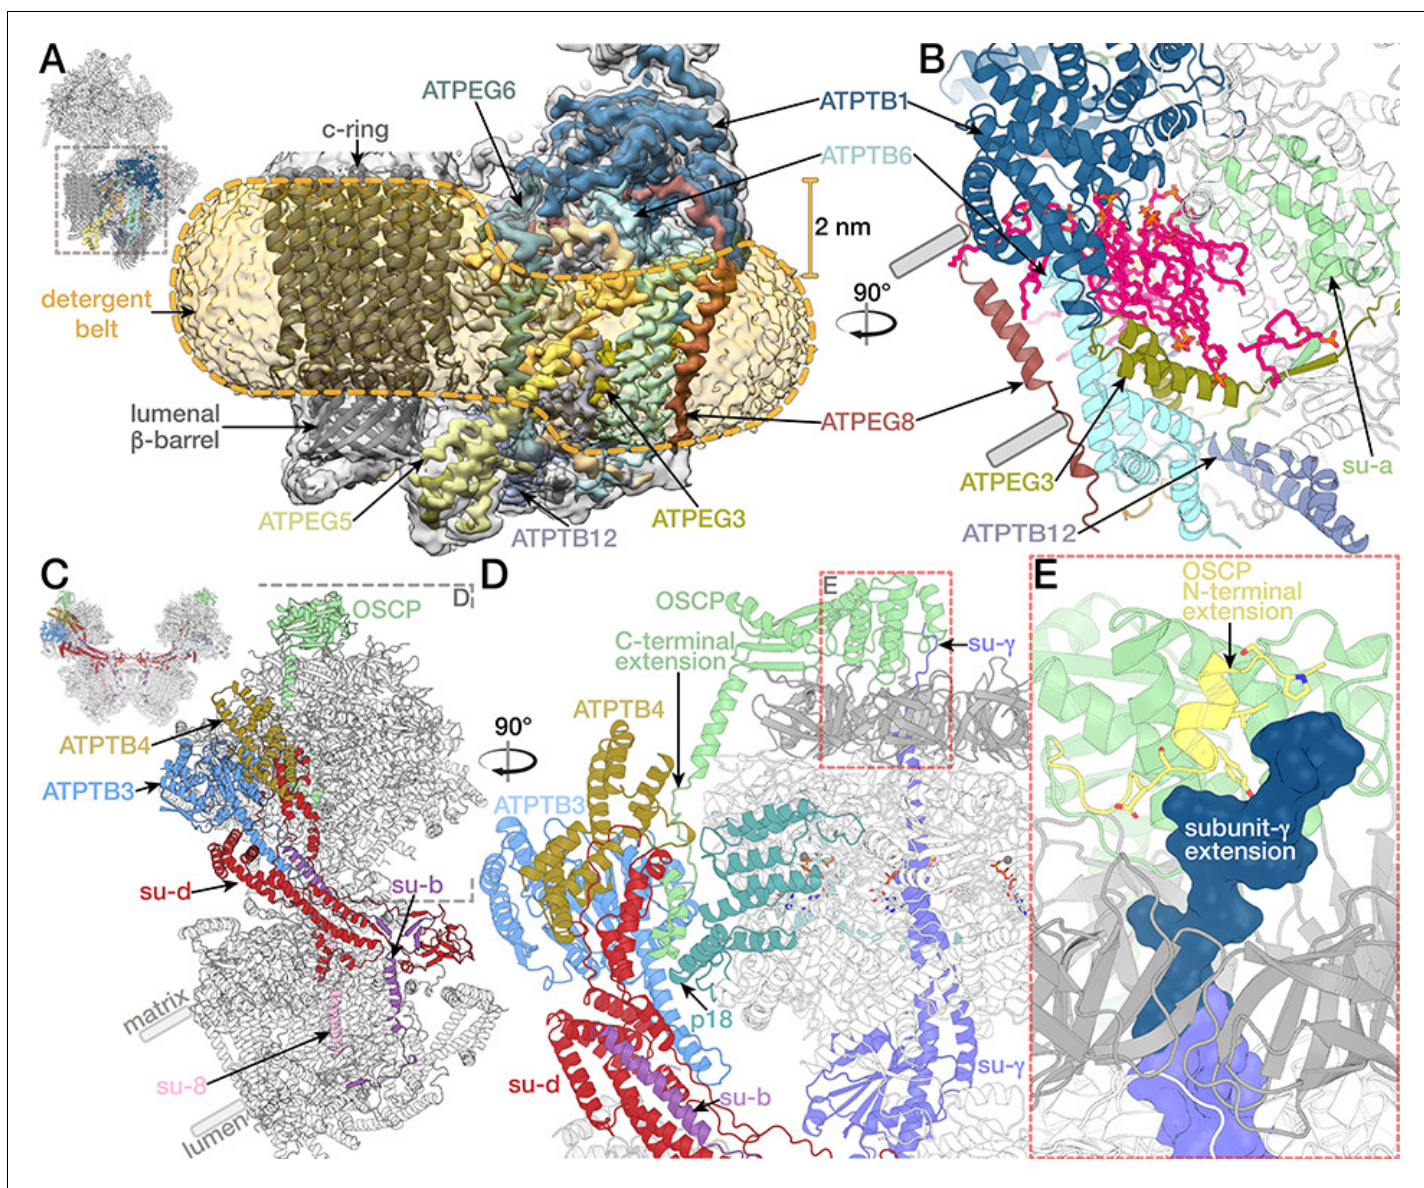 A
ATPEG6
c-ring
ATPTB1
ATPTB6
2 nm
detergent
belt
lumenal
β-barrel
90°
ATPEG8
ATPEG5
ATPTB12
ATPEG3
B
ATPEG3
ATPTB12
su-a
C
D
OSCP
ATPTB4
ATPTB3
su-d
su-b
matrix
su-8
lumen
90°
D
OSCP
C-terminal
extension
E
su-γ
ATPTB4
ATPTB3
p18
su-d
su-b
su-γ
E
OSCP
N-terminal
extension
subunit-γ
extension